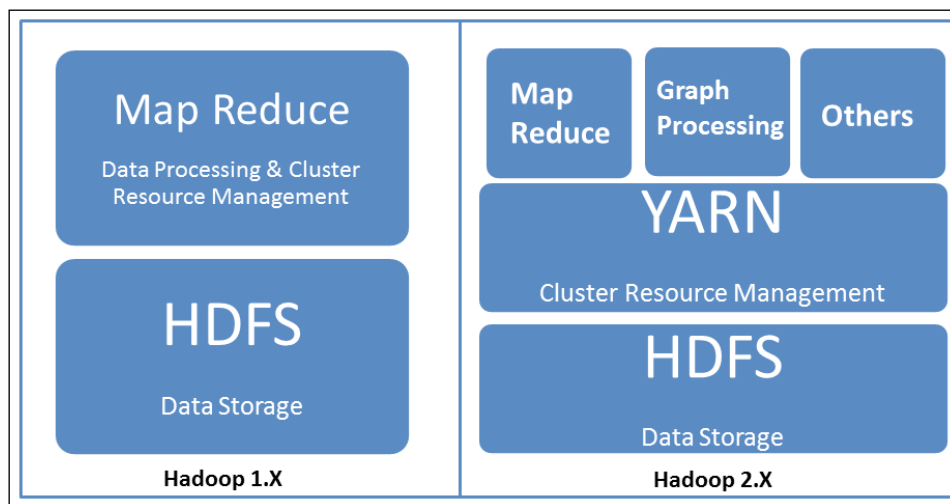 Map Reduce
Data Processing & Cluster
Resource Management
HDFS
Data Storage
Hadoop 1.X
Map
Reduce
Graph
Processing
Others
YARN
Cluster Resource Management
HDFS
Data Storage
Hadoop 2.X